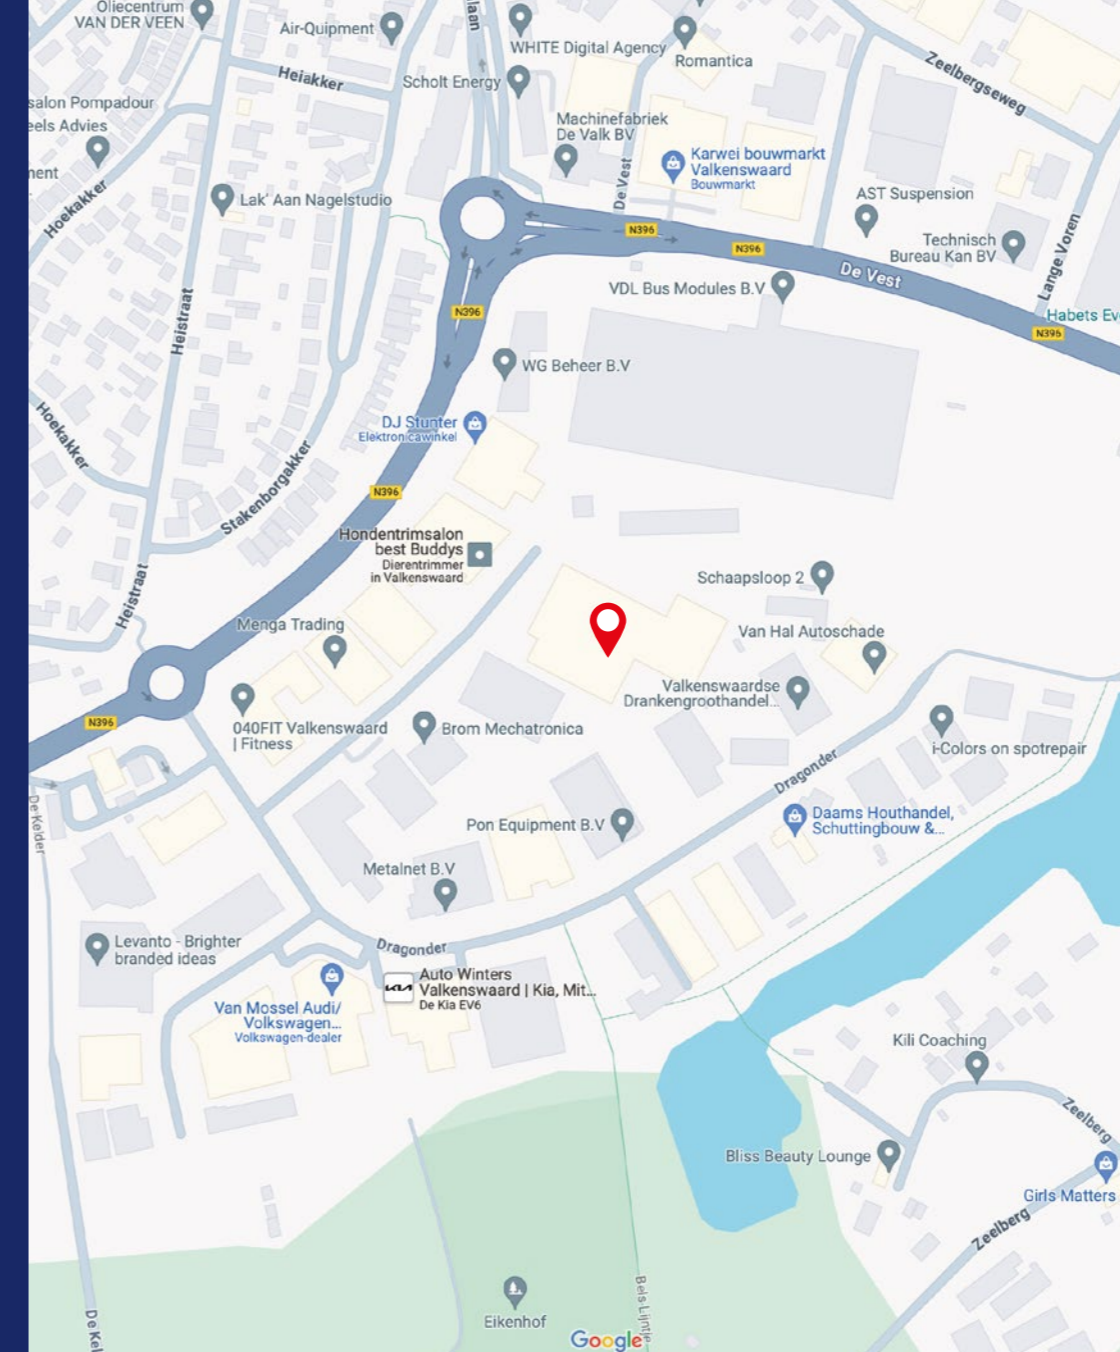 Oliecentrum
VAN DER VEEN
Air-Quipment
laan
WHITE Digital Agency
Romantica
Zeelbergseweg
Heiakker
Scholt Energy
salon Pompadour
eels Advies
ment
Machinefabriek
De Valk BV
De Vest
Karwei bouwmarkt
Valkenswaard
Bouwmarkt
Hoekakker
Lak' Aan Nagelstudio
AST Suspension
Technisch
Bureau Kan BV
Lange Voren
N396
N396
De Vest
VDL Bus Modules B.V
Habets Ev
N396
N396
Heistraat
WG Beheer B.V
Hoekakker
DJ Stunter
Elektronicawinkel
Stakenborgakker
N396
Hondentrimsalon
best Buddys
Dierentrimmer
in Valkenswaard
Schaapsloop 2
Heistraat
Menga Trading
Van Hal Autoschade
Valkenswaardse
Drankengroothandel...
N396
040FIT Valkenswaard
| Fitness
Brom Mechatronica
i-Colors on spotrepair
Dragonder
De Kelder
Pon Equipment B.V
Daams Houthandel,
Schuttingbouw &...
Metalnet B.V
Levanto - Brighter
branded ideas
Dragonder
Auto Winters
Valkenswaard | Kia, Mit...
De Kia EV6
Van Mossel Audi/
Volkswagen...
Volkswagen-dealer
Kili Coaching
Zeelberg
Bliss Beauty Lounge
Girls Matters
Zeelberg
De Kel
Eikenhof
Bels Lijntje
Google